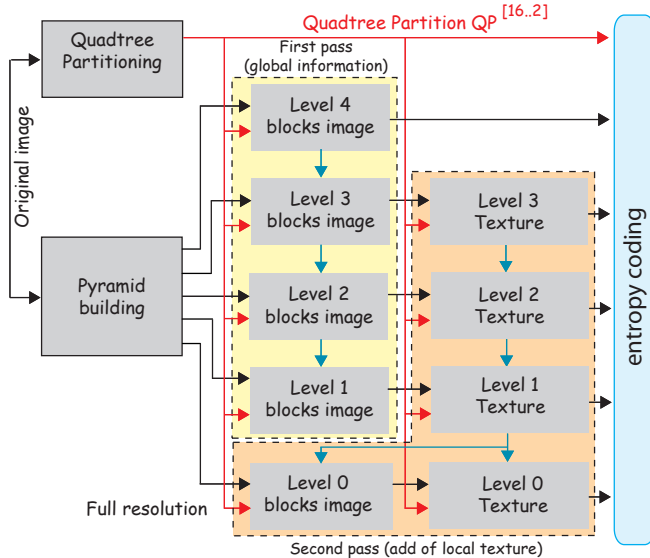 Quadtree Partition QP [16..2]
Quadtree
Partitioning
First pass
(global information)
Original image
Level 4
blocks image
Level 3
blocks image
Level 3
Texture
Pyramid
building
Level 2
blocks image
Level 2
Texture
Level 1
blocks image
Level 1
Texture
Level 0
blocks image
Level 0
Texture
Full resolution
Second pass (add of local texture)
entropy coding